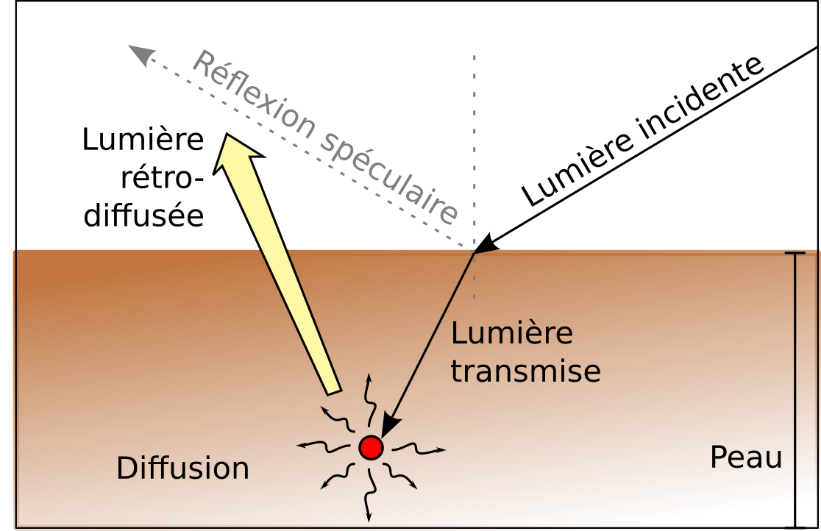 Réflexion spéculaire
Lumière incidente
Lumière
rétro-
diffusée
Lumière
transmise
Diffusion
Peau